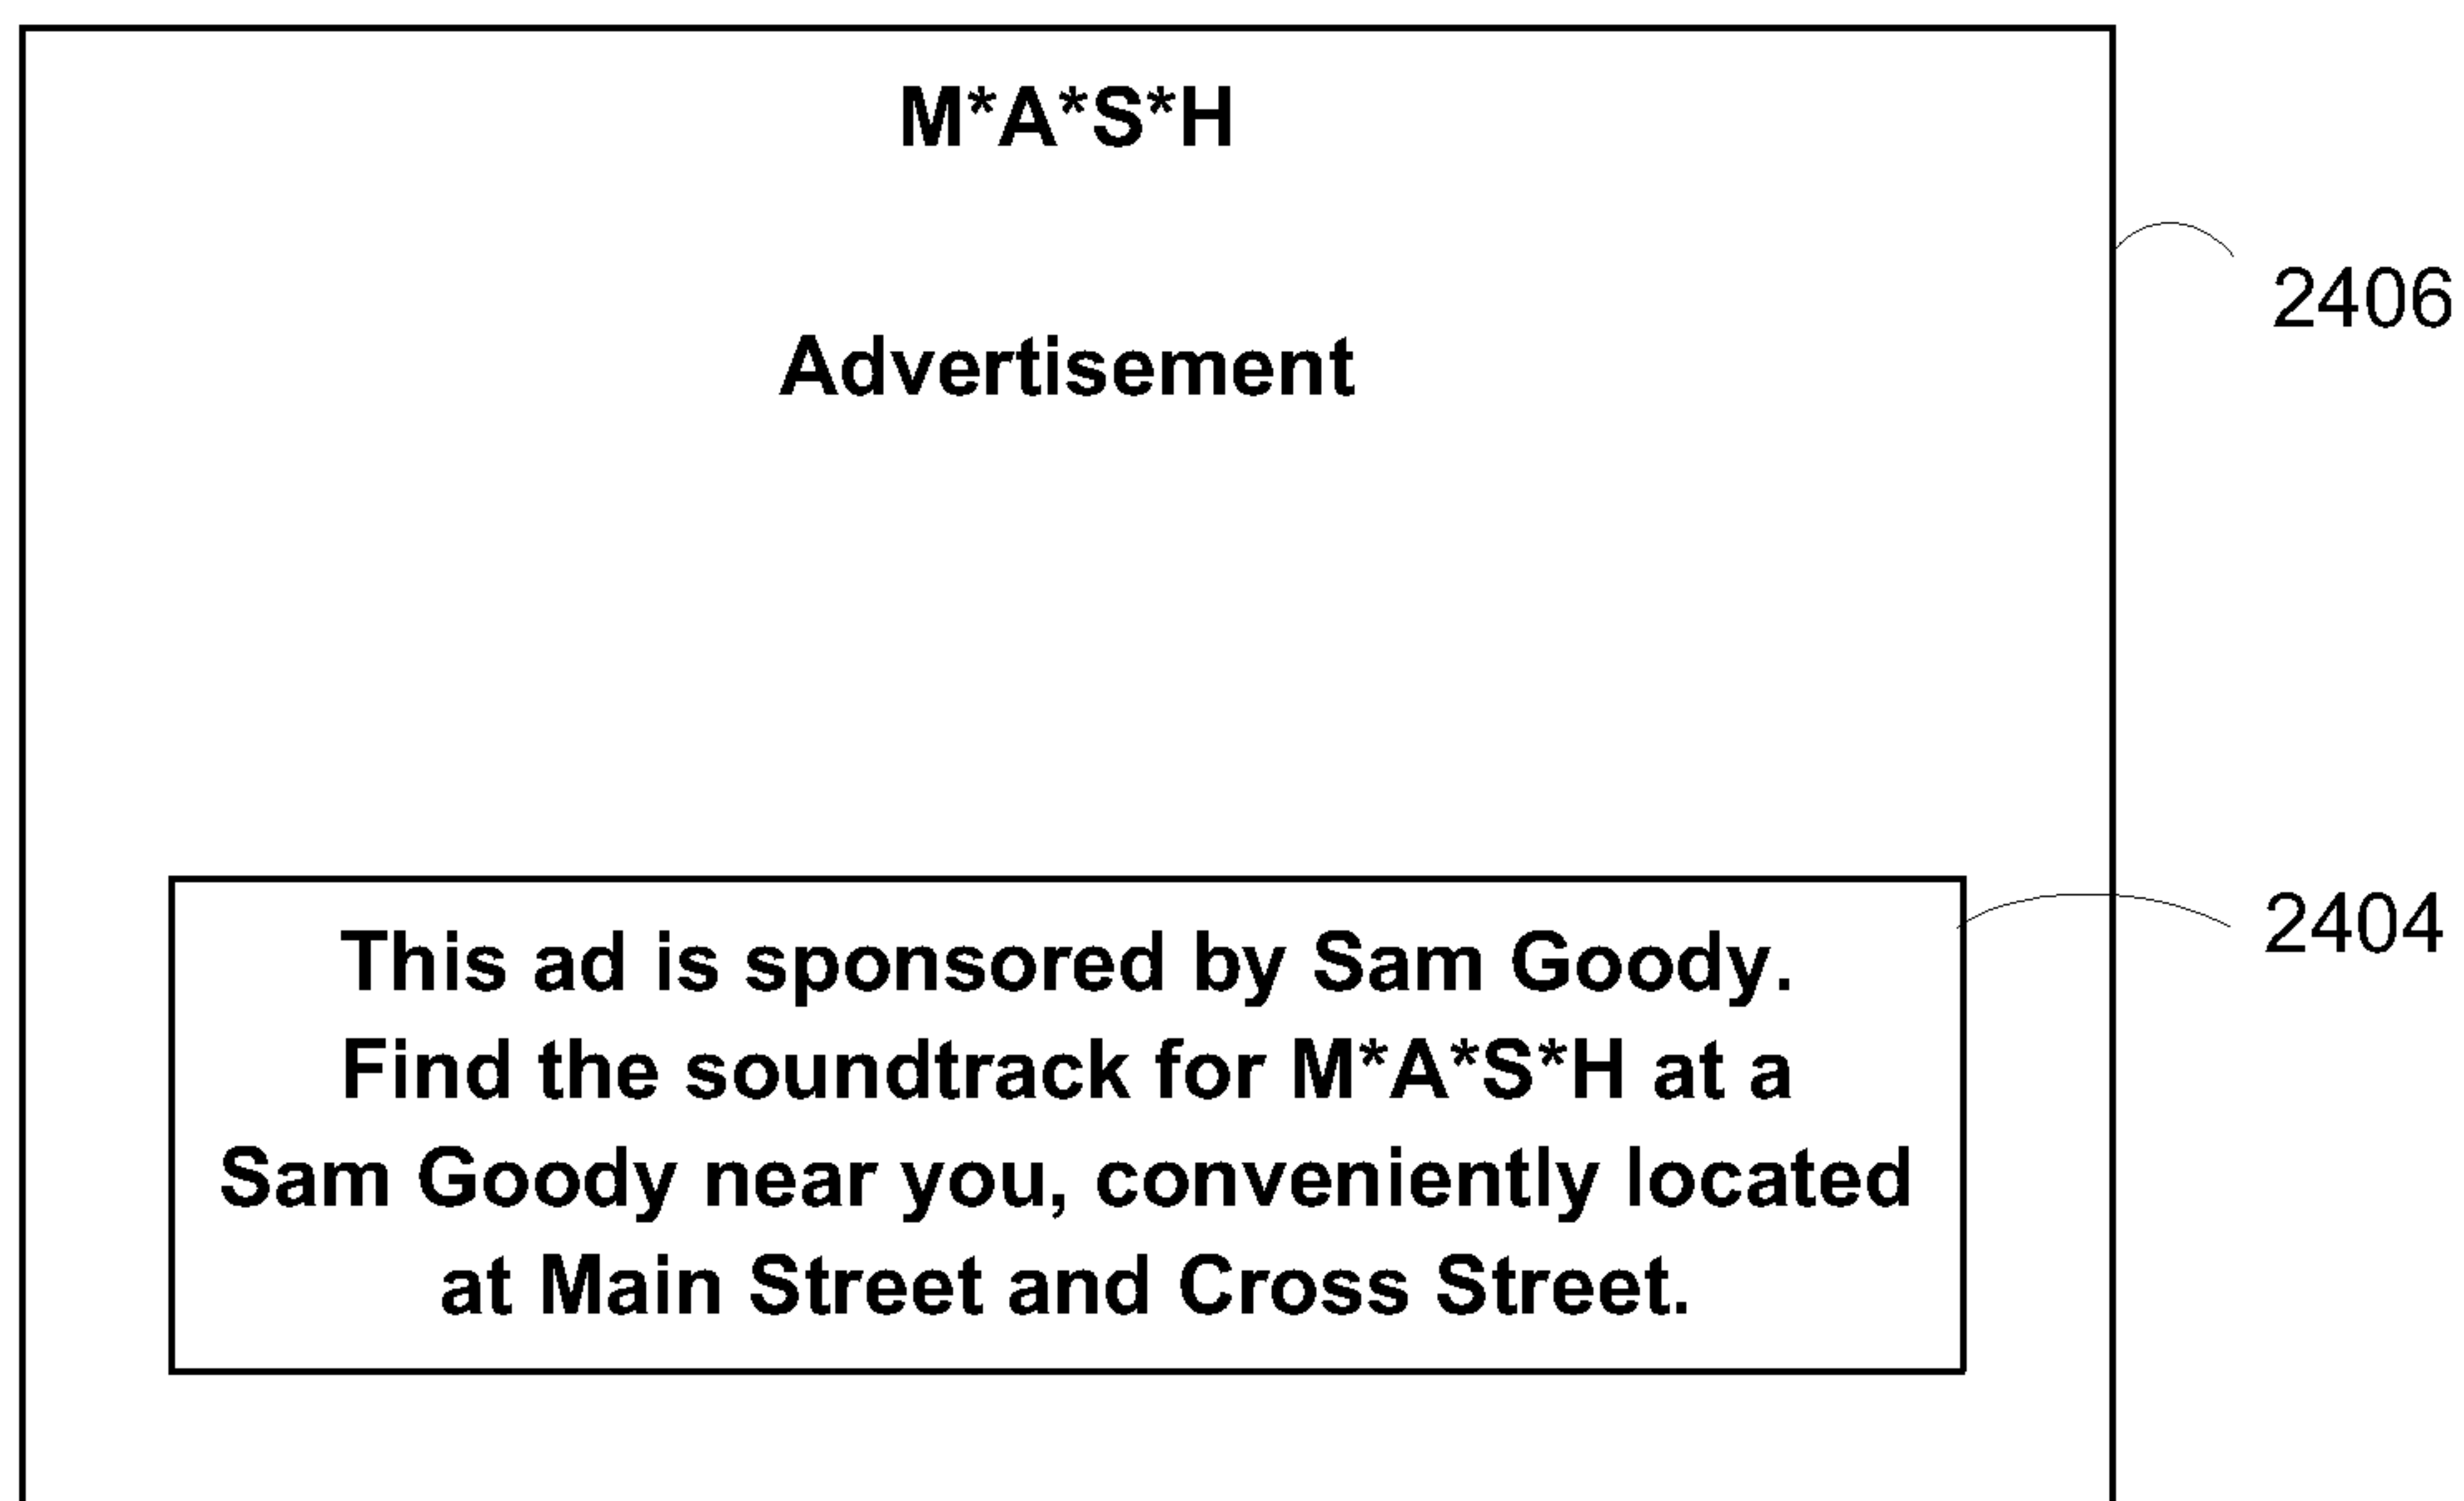 M*A*S*H
2406
Advertisement
2404
This ad is sponsored by Sam Goody.
Find the soundtrack for M*A*S*H at a
Sam Goody near you, conveniently located
at Main Street and Cross Street.